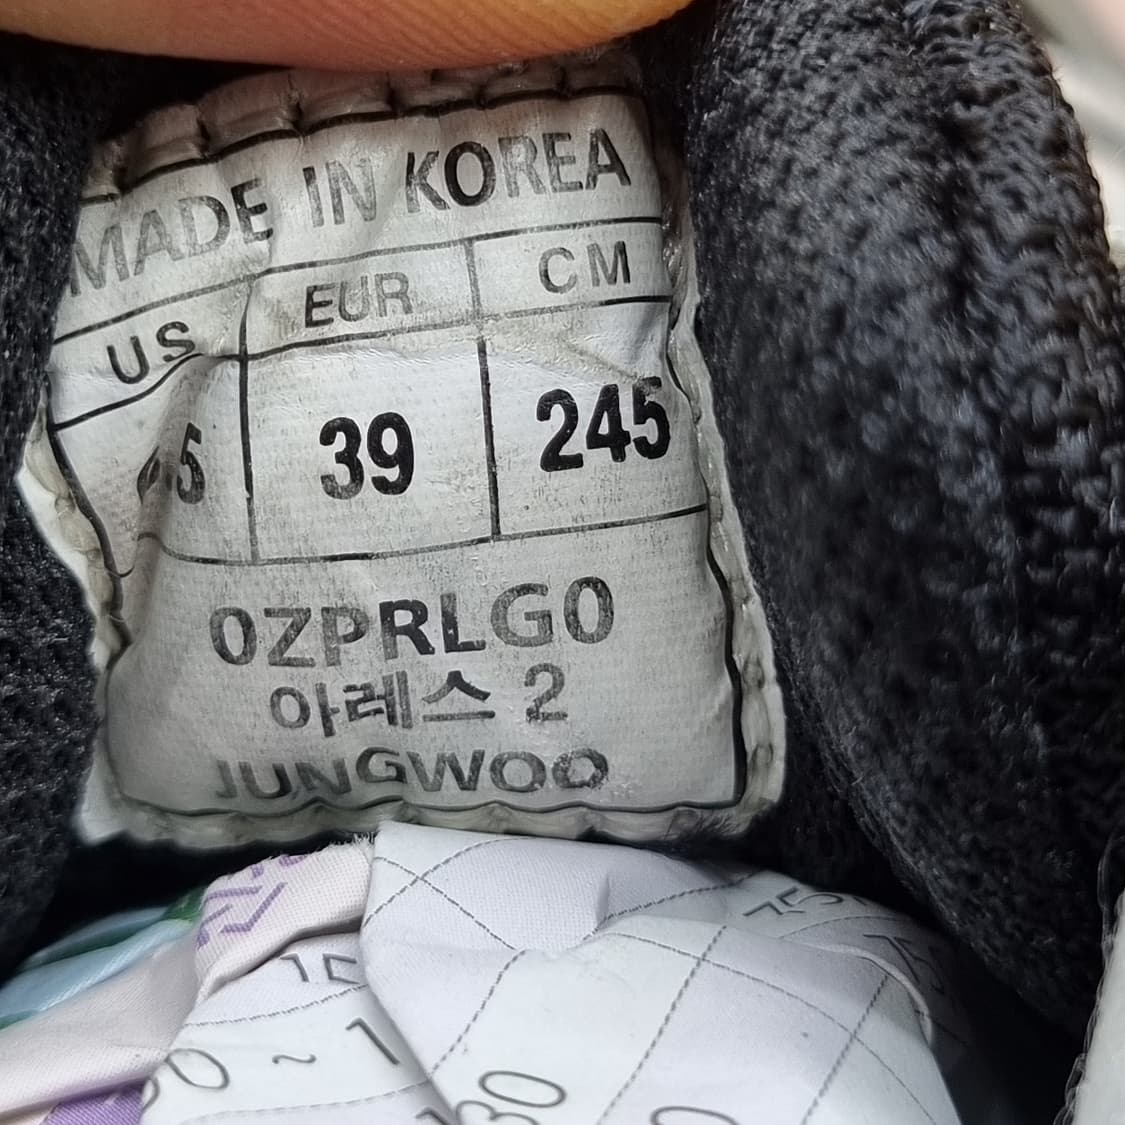 MADE IN KOREA
US EUR CM
39 245
OZPRLGO
아레스 2
JUNGWOO